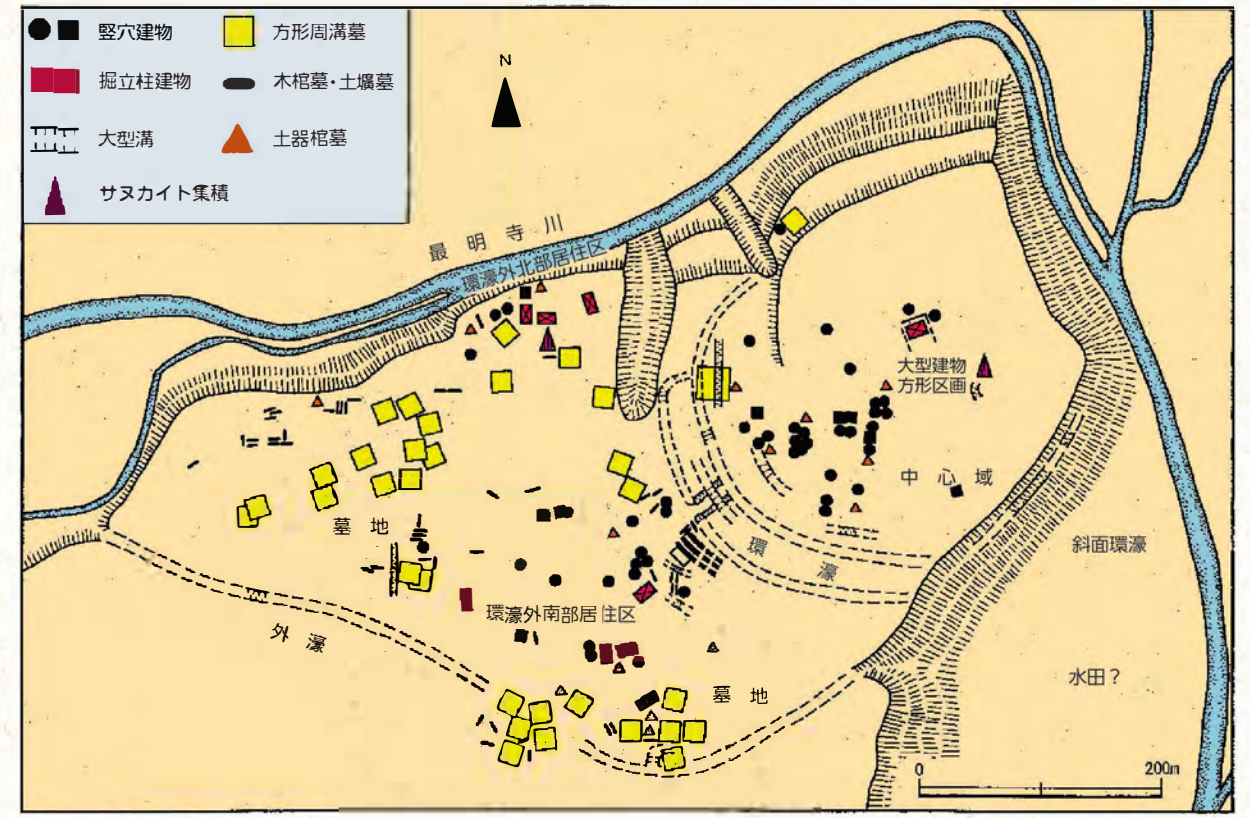 竪穴建物
方形周溝墓
掘立柱建物
木棺墓・土壙墓
大型溝
土器棺墓
サヌカイト集積
N
最明寺川
環濠外北部居住区
大型建物
方形区画
中心域
墓地
環濠
斜面環濠
環濠外南部居住区
外濠
墓地
水田?
0
200m